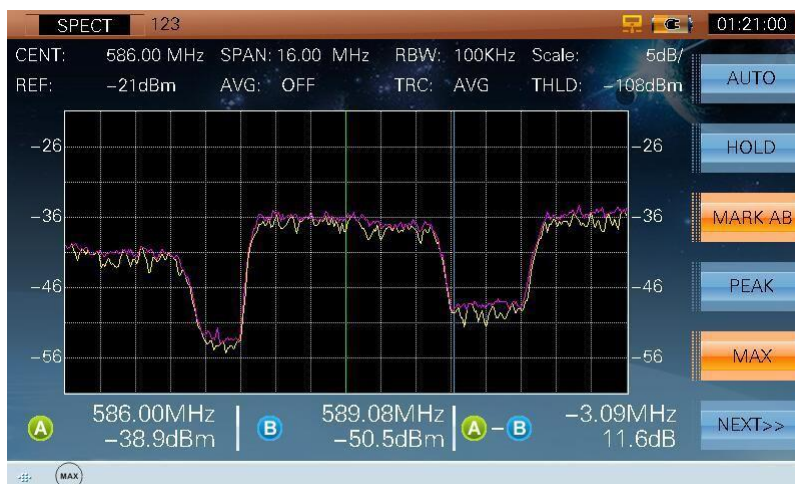 SPECT 123 01:21:00
CENT: 586.00 MHz SPAN: 16.00 MHz RBW: 100KHz Scale: 5dB/
REF: -21dBm AVG: OFF TRC: AVG THLD: -108dBm
AUTO
-26 -26
HOLD
-36 -36
MARK AB
-46 -46
PEAK
-56 -56
MAX
A 586.00MHz B 589.08MHz A-B -3.09MHz
-38.9dBm -50.5dBm 11.6dB
NEXT>>
MAX